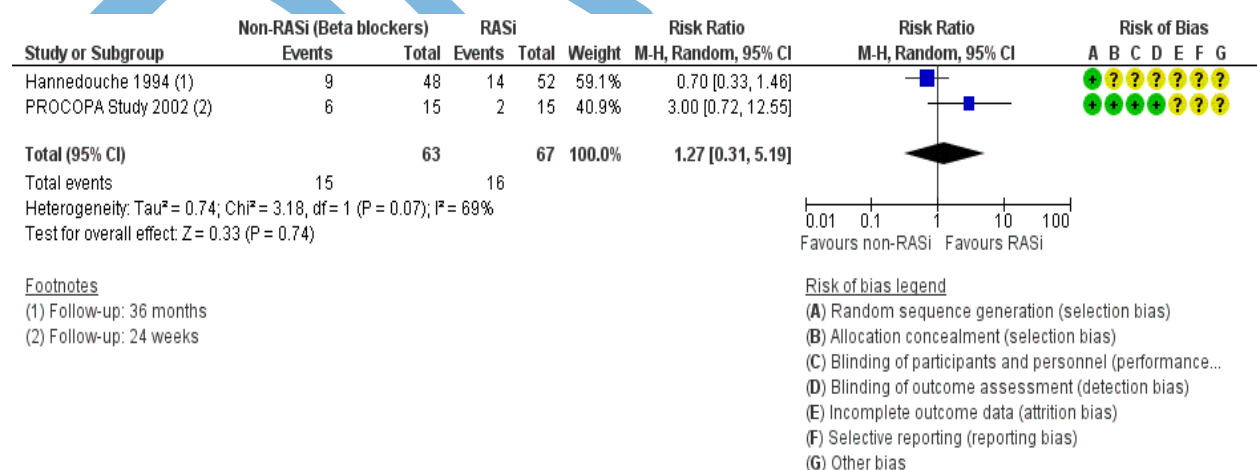 Non-RASi (Beta blockers) RASi Risk Ratio Risk Ratio Risk of Bias
Study or Subgroup Events Total Events Total Weight M-H, Random, 95% CI M-H, Random, 95% CI A B C D E F G
Hannedouche 1994 (1) 9 48 14 52 59.1% 0.70 [0.33, 1.46] + ? ? ? ? ? ?
PROCOPA Study 2002 (2) 6 15 2 15 40.9% 3.00 [0.72, 12.55] + + + + ? ? ?
Total (95% CI) 63 67 100.0% 1.27 [0.31, 5.19]
Total events 15 16
Heterogeneity: Tau² = 0.74; Chi² = 3.18, df = 1 (P = 0.07); I² = 69%
Test for overall effect: Z = 0.33 (P = 0.74)
0.01 0.1 1 10 100
Favours non-RASi Favours RASi
Footnotes
(1) Follow-up: 36 months
(2) Follow-up: 24 weeks
Risk of bias legend
(A) Random sequence generation (selection bias)
(B) Allocation concealment (selection bias)
(C) Blinding of participants and personnel (performance...
(D) Blinding of outcome assessment (detection bias)
(E) Incomplete outcome data (attrition bias)
(F) Selective reporting (reporting bias)
(G) Other bias